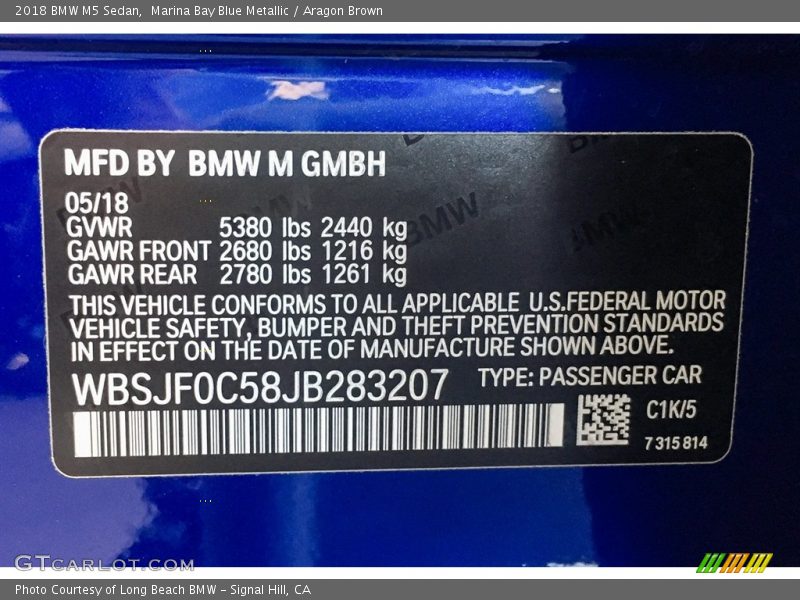 2018 BMW M5 Sedan,  Marina Bay Blue Metallic / Aragon Brown
MFD BY BMW M GMBH
05/18
GVWR 5380 lbs 2440 kg
GAWR FRONT 2680 lbs 1216 kg
GAWR REAR 2780 lbs 1261 kg
THIS VEHICLE CONFORMS TO ALL APPLICABLE U.S.FEDERAL MOTOR
VEHICLE SAFETY, BUMPER AND THEFT PREVENTION STANDARDS
IN EFFECT ON THE DATE OF MANUFACTURE SHOWN ABOVE.
WBSJF0C58JB283207 TYPE: PASSENGER CAR
C1K/5
7315814
GTCARLOT.COM
Photo Courtesy of Long Beach BMW - Signal Hill, CA